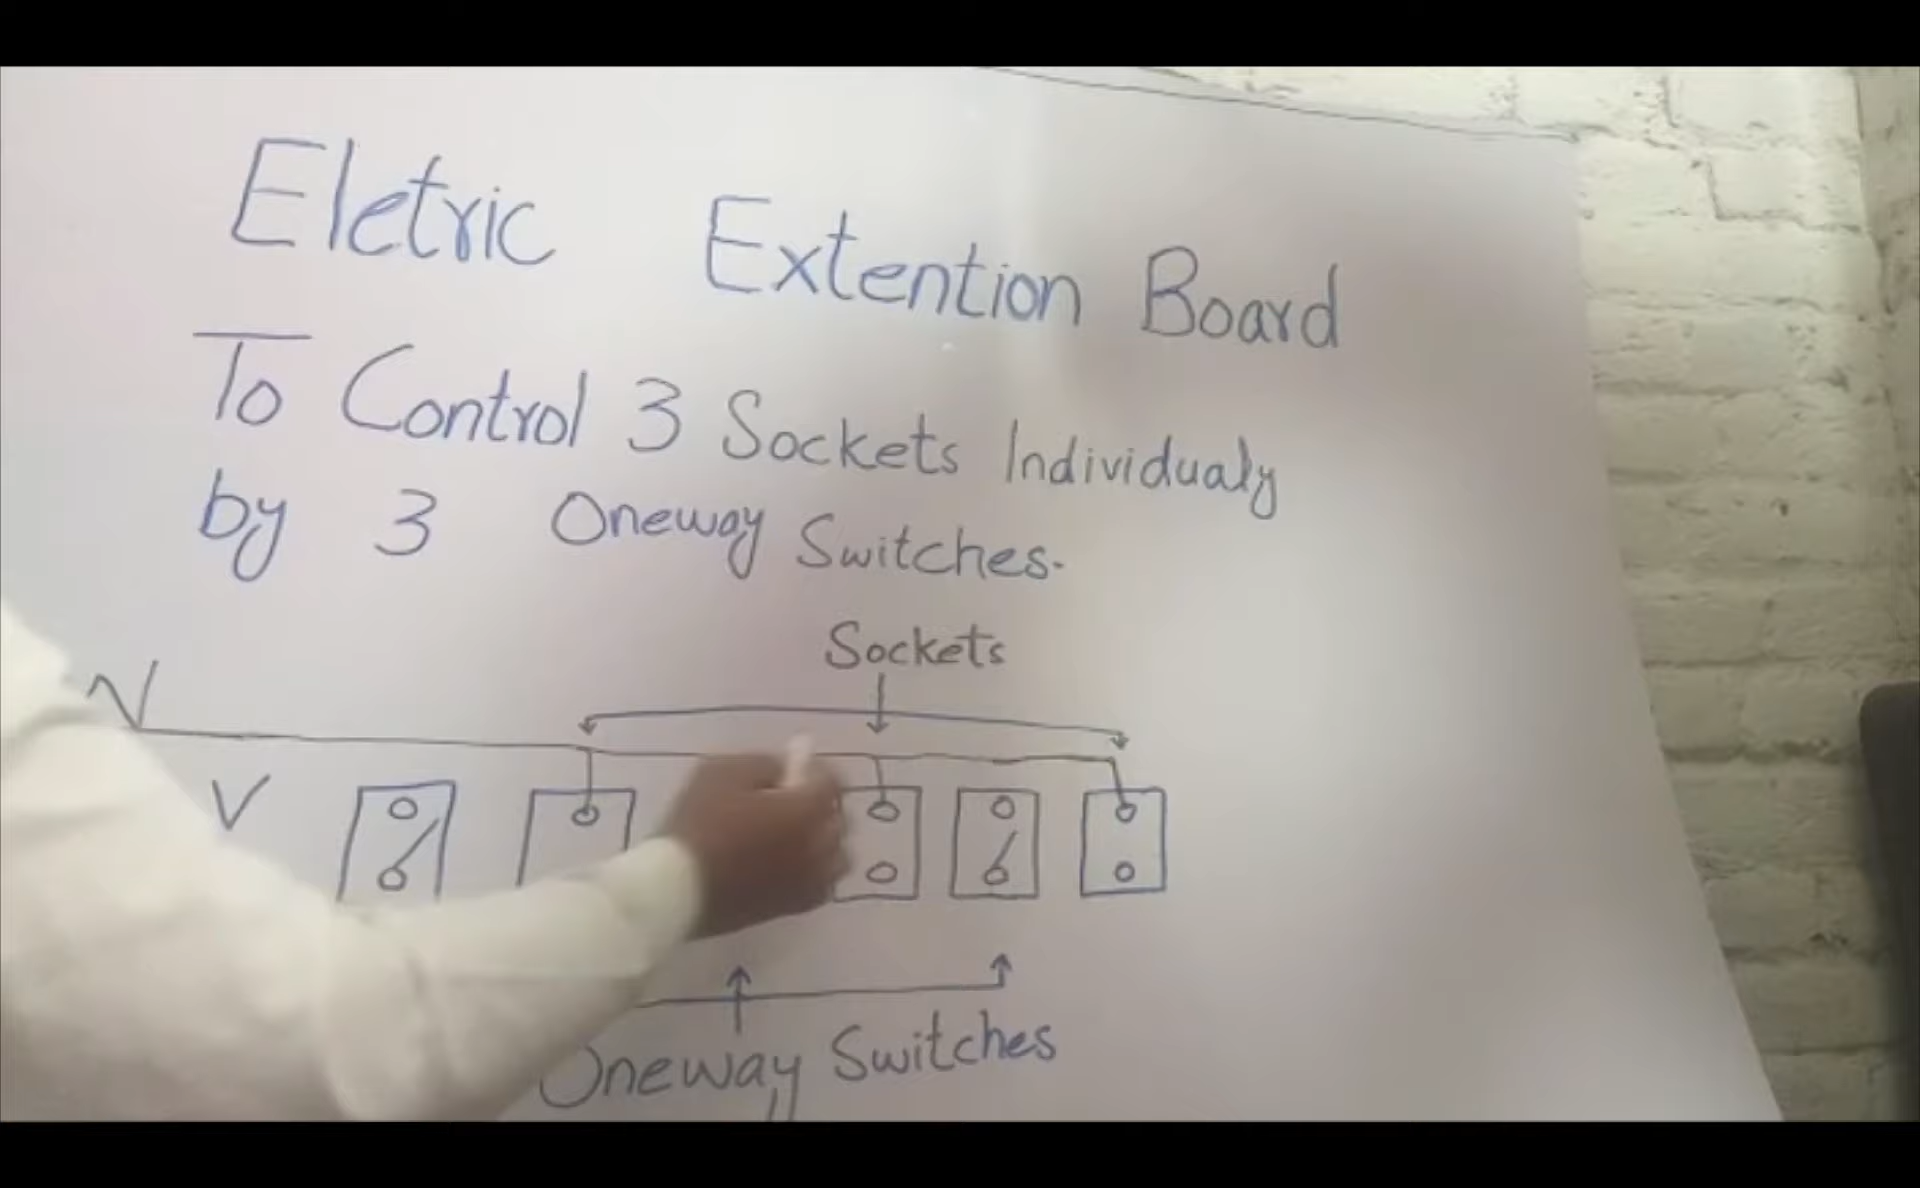 Eletric Extention Board
To Control 3 Sockets Individualy
by 3 Oneway Switches.
Sockets
N
V
Oneway Switches